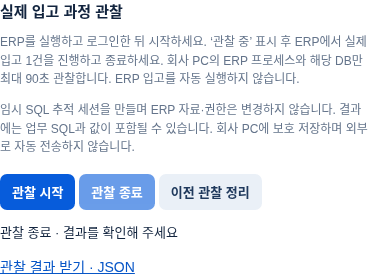 실제 입고 과정 관찰
ERP를 실행하고 로그인한 뒤 시작하세요. ‘관찰 중’ 표시 후 ERP에서 실제
입고 1건을 진행하고 종료하세요. 회사 PC의 ERP 프로세스와 해당 DB만
최대 90초 관찰합니다. ERP 입고를 자동 실행하지 않습니다.
임시 SQL 추적 세션을 만들며 ERP 자료·권한은 변경하지 않습니다. 결과
에는 업무 SQL과 값이 포함될 수 있습니다. 회사 PC에 보호 저장하며 외부
로 자동 전송하지 않습니다.
관찰 시작 관찰 종료 이전 관찰 정리
관찰 종료 · 결과를 확인해 주세요
관찰 결과 받기 · JSON